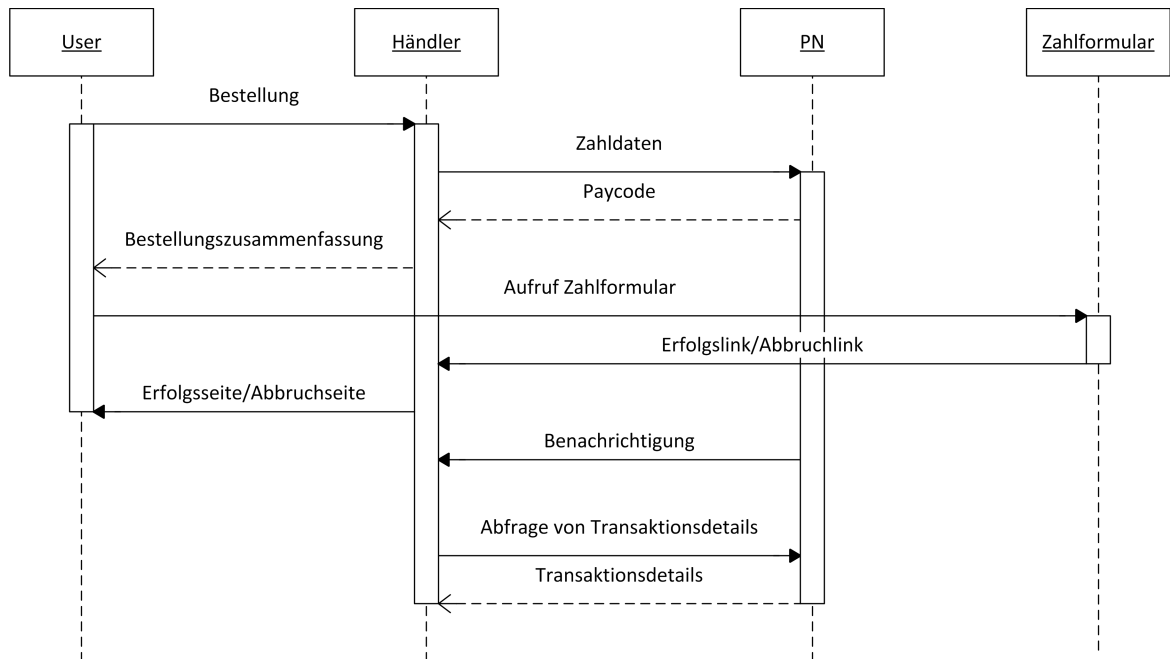 User
Händler
PN
Zahlformular
Bestellung
Zahldaten
Paycode
Bestellungszusammenfassung
Aufruf Zahlformular
Erfolgslink/Abbruchlink
Erfolgsseite/Abbruchseite
Benachrichtigung
Abfrage von Transaktionsdetails
Transaktionsdetails